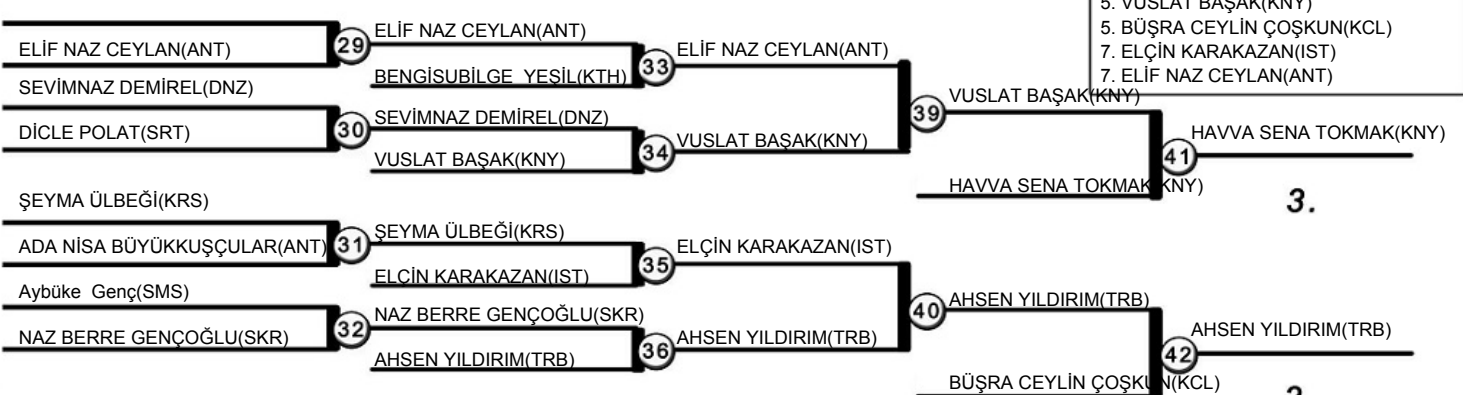 5. VUSLAT BAŞAK(KNY)
5. BÜŞRA CEYLİN ÇOŞKUN(KCL)
7. ELÇİN KARAKAZAN(IST)
7. ELİF NAZ CEYLAN(ANT)
ELİF NAZ CEYLAN(ANT)
29
ELİF NAZ CEYLAN(ANT)
BENGİSUBİLGE YEŞİL(KTH)
33
ELİF NAZ CEYLAN(ANT)
SEVİMNAZ DEMİREL(DNZ)
DİCLE POLAT(SRT)
30
SEVİMNAZ DEMİREL(DNZ)
VUSLAT BAŞAK(KNY)
34
VUSLAT BAŞAK(KNY)
39
VUSLAT BAŞAK(KNY)
HAVVA SENA TOKMAK(KNY)
41
HAVVA SENA TOKMAK(KNY)
3.
ŞEYMA ÜLBEĞİ(KRS)
ADA NİSA BÜYÜKKUŞÇULAR(ANT)
31
ŞEYMA ÜLBEĞİ(KRS)
ELÇİN KARAKAZAN(IST)
35
ELÇİN KARAKAZAN(IST)
Aybüke Genç(SMS)
NAZ BERRE GENÇOĞLU(SKR)
32
NAZ BERRE GENÇOĞLU(SKR)
AHSEN YILDIRIM(TRB)
36
AHSEN YILDIRIM(TRB)
40
AHSEN YILDIRIM(TRB)
BÜŞRA CEYLİN ÇOŞKUN(KCL)
42
AHSEN YILDIRIM(TRB)